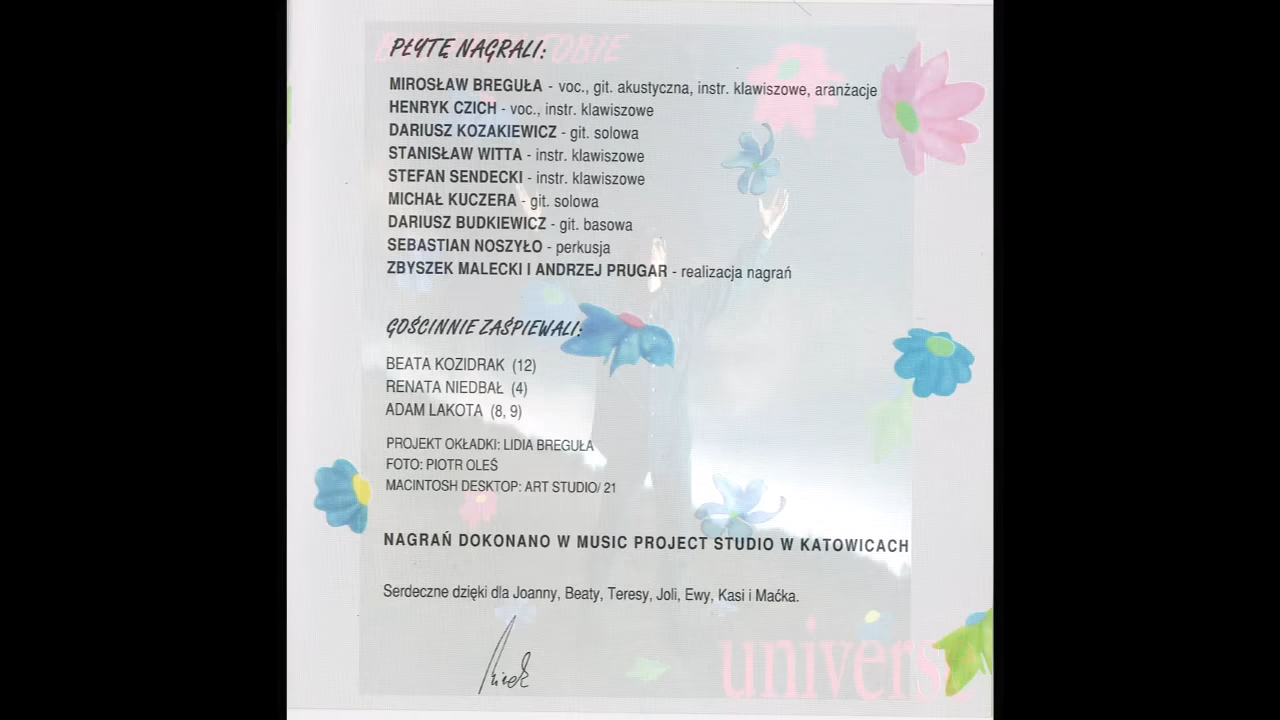 PŁYTĘ NAGRALI:
MIROSŁAW BREGUŁA - voc., git. akustyczna, instr. klawiszowe, aranżacje
HENRYK CZICH - voc., instr. klawiszowe
DARIUSZ KOZAKIEWICZ - git. solowa
STANISŁAW WITTA - instr. klawiszowe
STEFAN SENDECKI - instr. klawiszowe
MICHAŁ KUCZERA - git. solowa
DARIUSZ BUDKIEWICZ - git. basowa
SEBASTIAN NOSZYŁO - perkusja
ZBYSZEK MALECKI I ANDRZEJ PRUGAR - realizacja nagrań
GOŚCINNIE ZAŚPIEWALI:
BEATA KOZIDRAK (12)
RENATA NIEDBAŁ (4)
ADAM LAKOTA (8, 9)
PROJEKT OKŁADKI: LIDIA BREGUŁA
FOTO: PIOTR OLEŚ
MACINTOSH DESKTOP: ART STUDIO/ 21
NAGRAŃ DOKONANO W MUSIC PROJECT STUDIO W KATOWICACH
Serdeczne dzięki dla Joanny, Beaty, Teresy, Joli, Ewy, Kasi i Maćka.
Mirek
univers